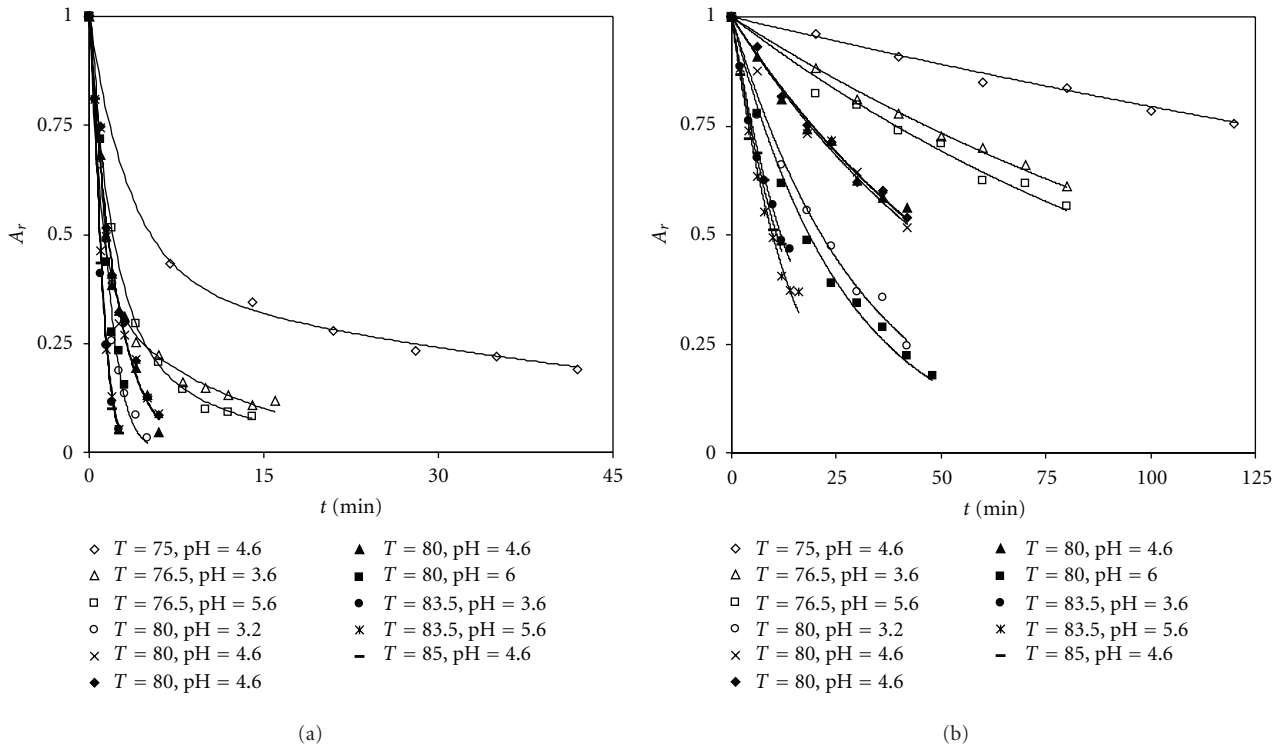 1
0.75
0.5
0.25
0
A_r
0 15 30 45
t (min)
T = 75, pH = 4.6
T = 76.5, pH = 3.6
T = 76.5, pH = 5.6
T = 80, pH = 3.2
T = 80, pH = 4.6
T = 80, pH = 4.6
T = 80, pH = 4.6
T = 80, pH = 6
T = 83.5, pH = 3.6
T = 83.5, pH = 5.6
T = 85, pH = 4.6
(a)
1
0.75
0.5
0.25
0
A_r
0 25 50 75 100 125
t (min)
T = 75, pH = 4.6
T = 76.5, pH = 3.6
T = 76.5, pH = 5.6
T = 80, pH = 3.2
T = 80, pH = 4.6
T = 80, pH = 4.6
T = 80, pH = 4.6
T = 80, pH = 6
T = 83.5, pH = 3.6
T = 83.5, pH = 5.6
T = 85, pH = 4.6
(b)